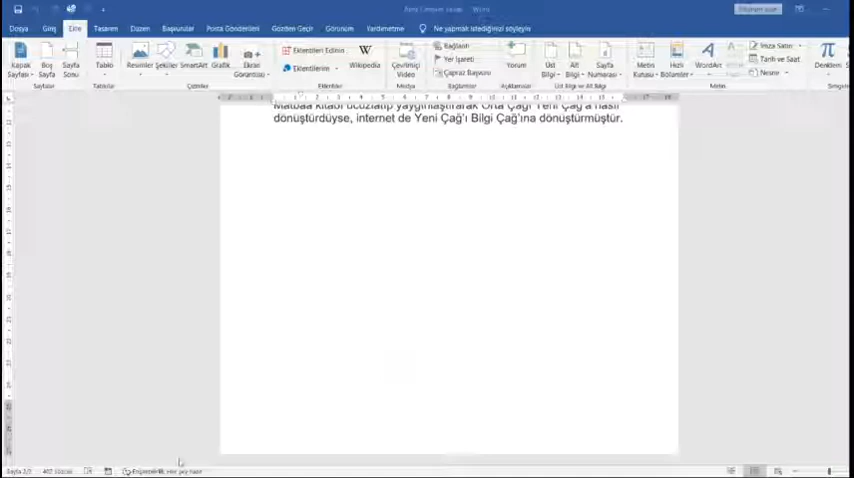 Dosya Giriş Ekle Tasarım Düzen Başvurular Posta Gönderileri Gözden Geçir Görünüm Yardım Ne yapmak istediğinizi söyleyin
Kapak Sayfası Boş Sayfa Sayfa Sonu
Tablo
Resimler Şekiller SmartArt Grafik Ekran Görüntüsü
Eklentileri Edinin
Eklentilerim
Wikipedia
Çevrimiçi Video
Bağlantı
Yer İşareti
Çapraz Başvuru
Yorum
Üst Bilgi Alt Bilgi Sayfa Numarası
Metin Kutusu Hızlı Bölümler WordArt
İmza Satırı
Tarih ve Saat
Nesne
Denklem
Sayfalar Tablolar Çizimler Eklentiler Medya Bağlantılar Açıklamalar Üst Bilgi ve Alt Bilgi Metin
Matbaa kitabı ucuzlatıp yaygınlaştırarak Orta Çağ'ı Yeni Çağ'a nasıl
dönüştürdüyse, internet de Yeni Çağ'ı Bilgi Çağ'ına dönüştürmüştür.